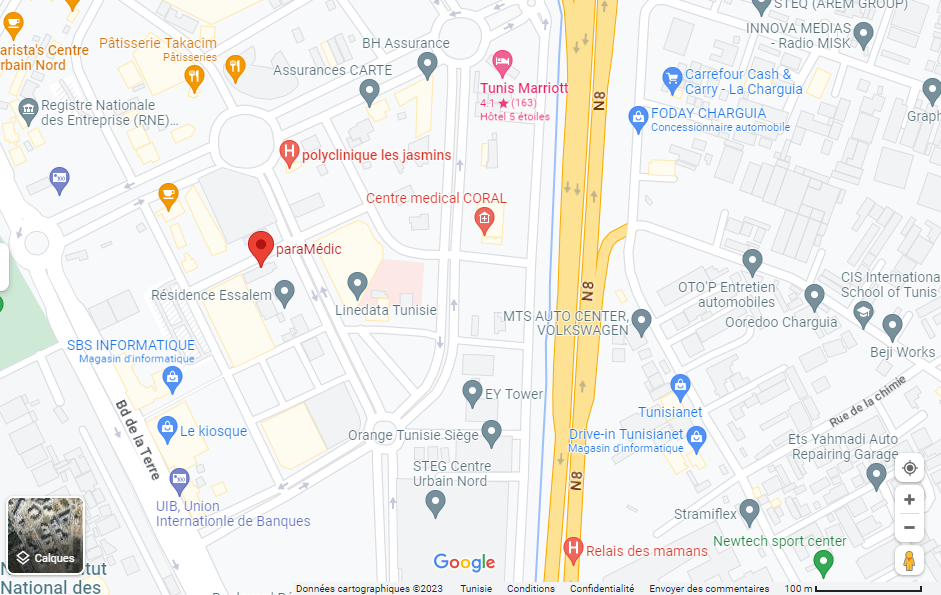 STEQ (AREM GROUP)
INNOVA MEDIAS
- Radio MISK
arista's Centre
rbain Nord
Pâtisserie Takacim
Pâtisseries
BH Assurance
Assurances CARTE
Tunis Marriott
4.1 ★ (163)
Hôtel 5 étoiles
N8
Carrefour Cash &
Carry - La Charguia
FODAY CHARGUIA
Concessionnaire automobile
Graph
Registre Nationale
des Entreprise (RNE)...
polyclinique les jasmins
Centre medical CORAL
paraMédic
Résidence Essalem
Linedata Tunisie
N8
MTS AUTO CENTER,
VOLKSWAGEN
OTO'P Entretien
automobiles
Ooredoo Charguia
CIS Internationa
School of Tunis
Beji Works
SBS INFORMATIQUE
Magasin d'informatique
Bd de la Terre
Le kiosque
EY Tower
Orange Tunisie Siège
STEG Centre
Urbain Nord
Tunisianet
Drive-in Tunisianet
Magasin d'informatique
Rue de la chimie
Ets Yahmadi Auto
Repairing Garage
N8
UIB, Union
Internationle de Banques
Stramiflex
Newtech sport center
Relais des mamans
Calques
Google
National des
Données cartographiques ©2023 Tunisie Conditions Confidentialité Envoyer des commentaires 100 m